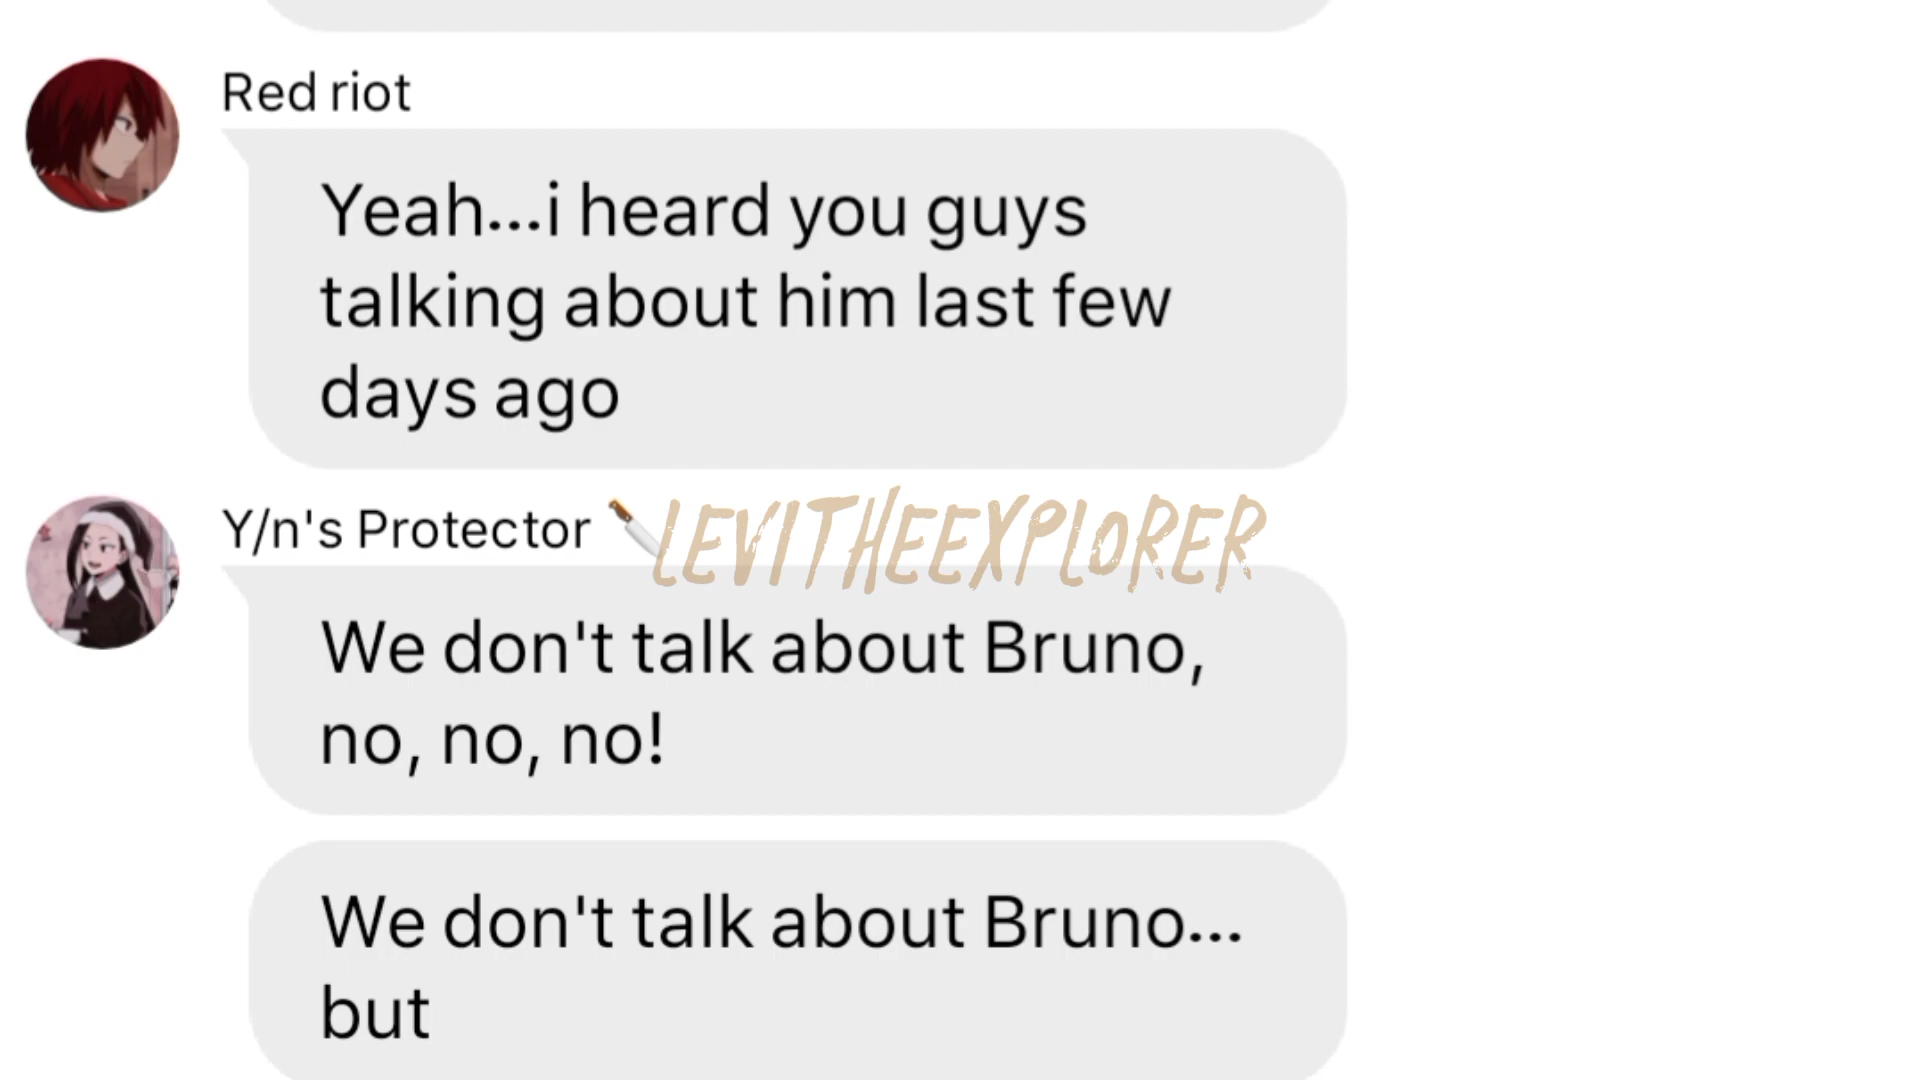 Red riot
Yeah...i heard you guys
talking about him last few
days ago
Y/n's Protector 🔪
LEVITHEEXPLORER
We don't talk about Bruno,
no, no, no!
We don't talk about Bruno...
but